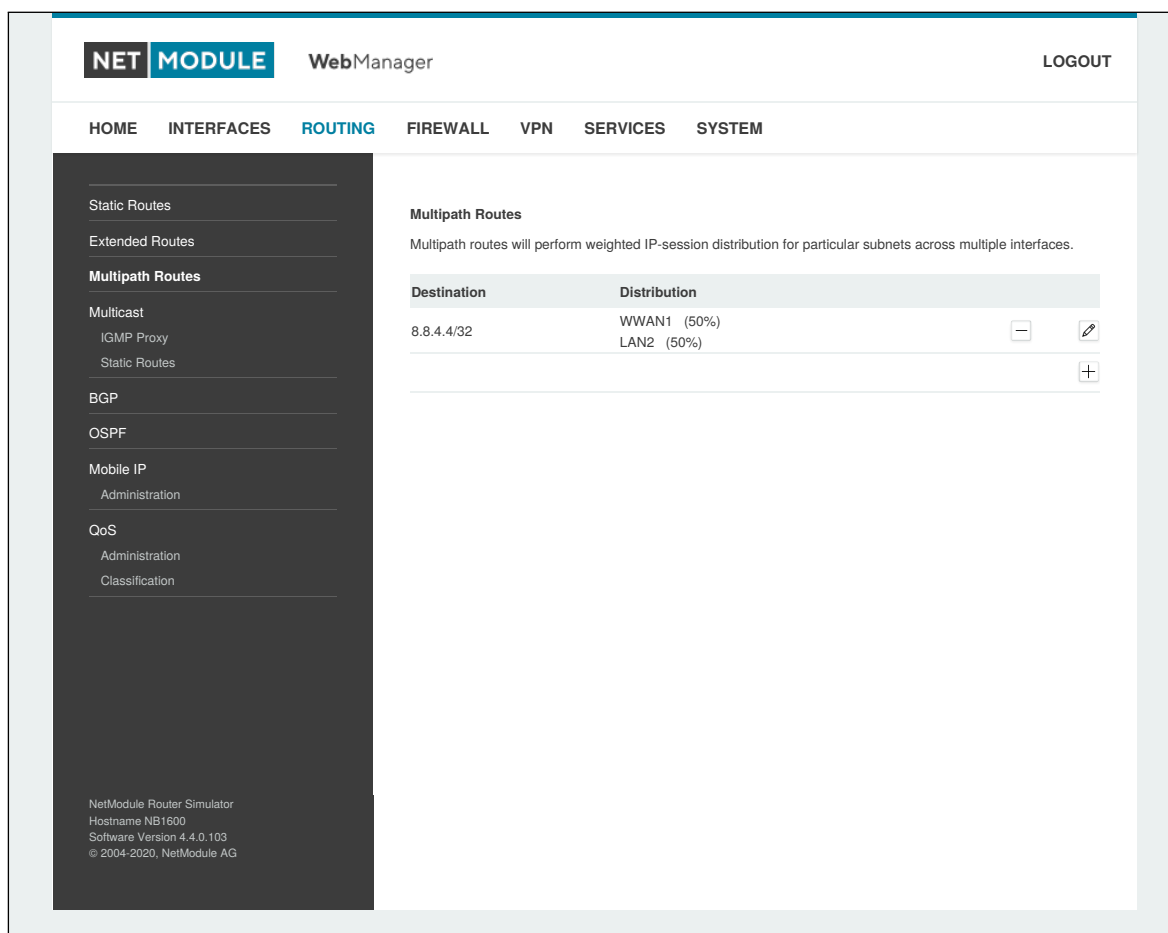 NET MODULE WebManager LOGOUT
HOME INTERFACES ROUTING FIREWALL VPN SERVICES SYSTEM
Static Routes
Extended Routes
Multipath Routes
Multicast
IGMP Proxy
Static Routes
BGP
OSPF
Mobile IP
Administration
QoS
Administration
Classification
NetModule Router Simulator
Hostname NB1600
Software Version 4.4.0.103
© 2004-2020, NetModule AG
Multipath Routes
Multipath routes will perform weighted IP-session distribution for particular subnets across multiple interfaces.
Destination Distribution
8.8.4.4/32 WWAN1 (50%)
LAN2 (50%)